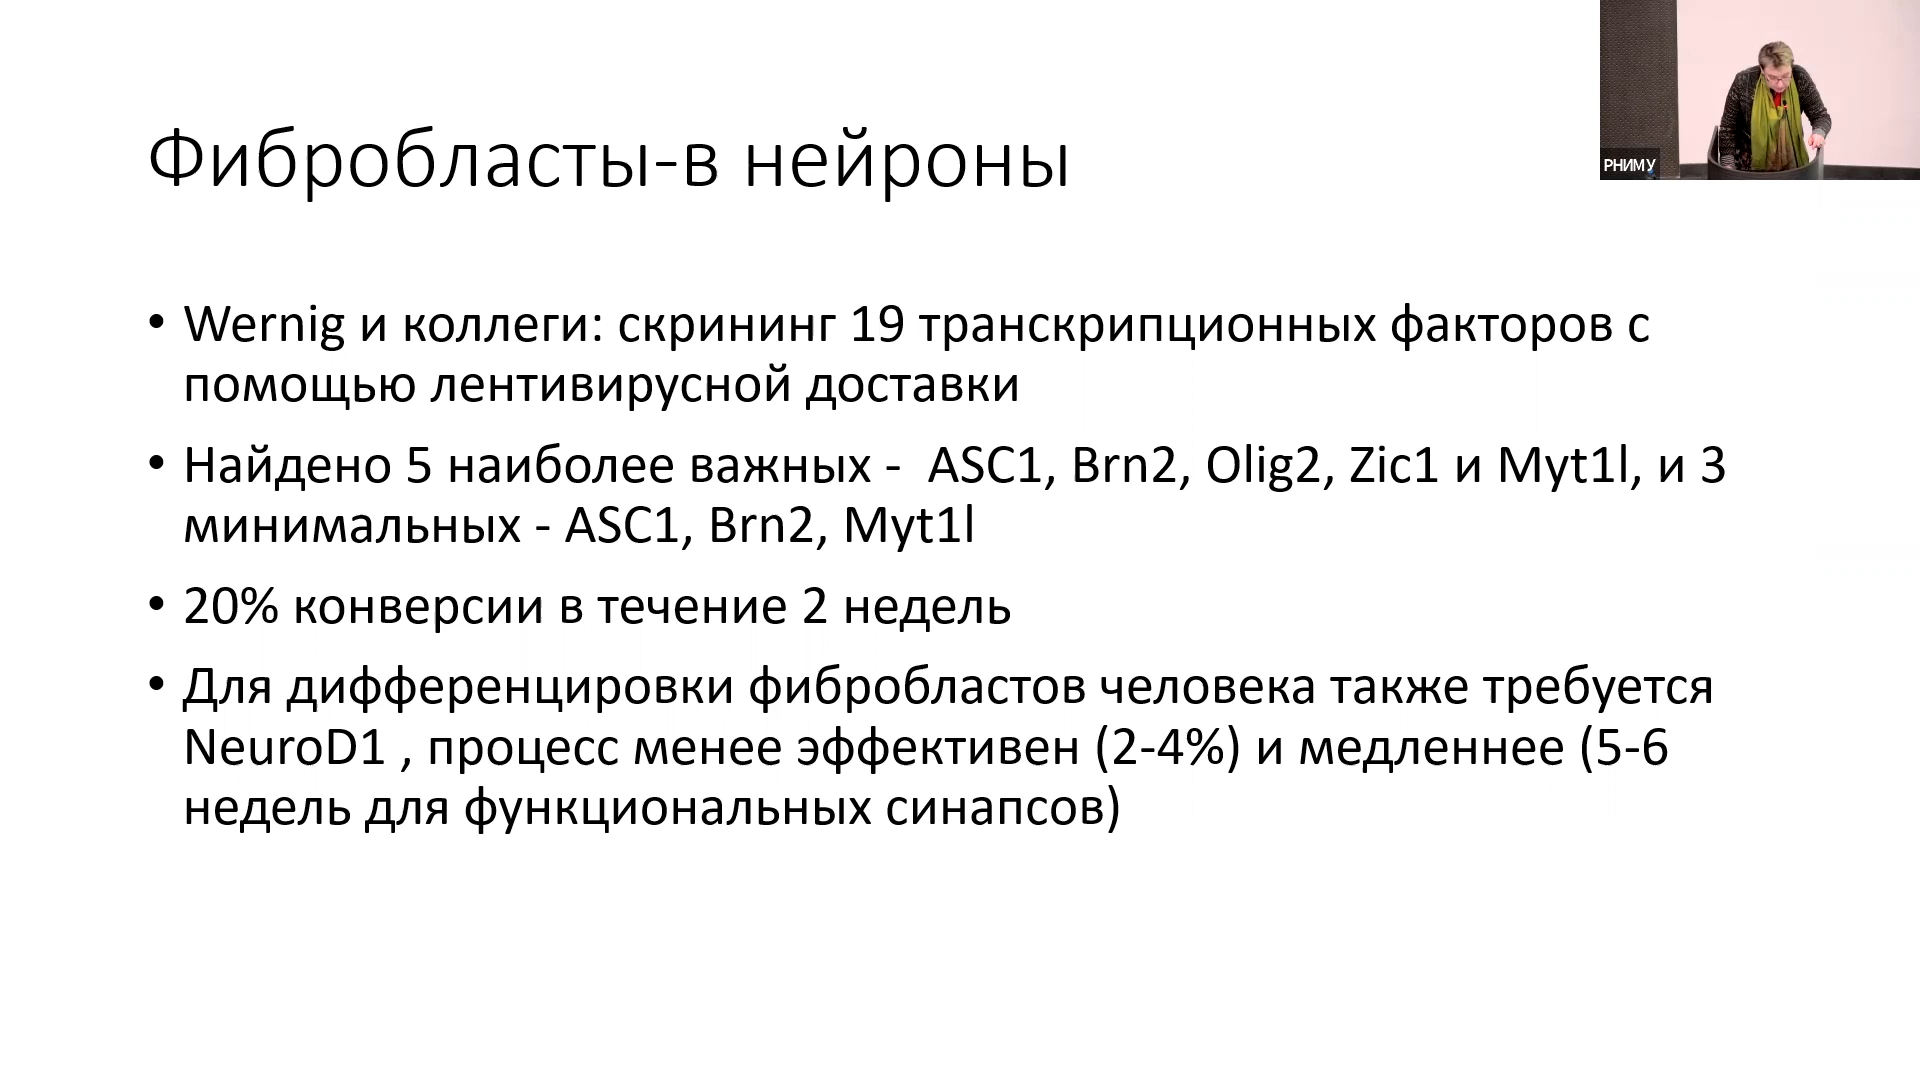 РНИМУ
Фибробласты-в нейроны
• Wernig и коллеги: скрининг 19 транскрипционных факторов с
помощью лентивирусной доставки
• Найдено 5 наиболее важных -  ASC1, Brn2, Olig2, Zic1 и Myt1l, и 3
минимальных - ASC1, Brn2, Myt1l
• 20% конверсии в течение 2 недель
• Для дифференцировки фибробластов человека также требуется
NeuroD1 , процесс менее эффективен (2-4%) и медленнее (5-6
недель для функциональных синапсов)